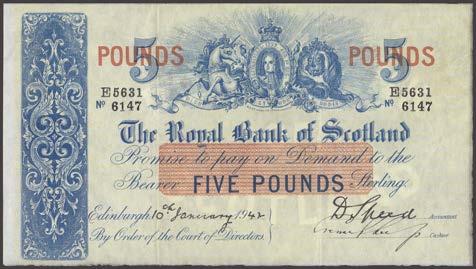 POUNDS 5 5 POUNDS
E5631 E5631
No 6147 No 6147
The Royal Bank of Scotland
Promise to pay on Demand to the
Bearer FIVE POUNDS Sterling.
Edinburgh 10th January 1942
Accountant
By Order of the Court of Directors. Cashier